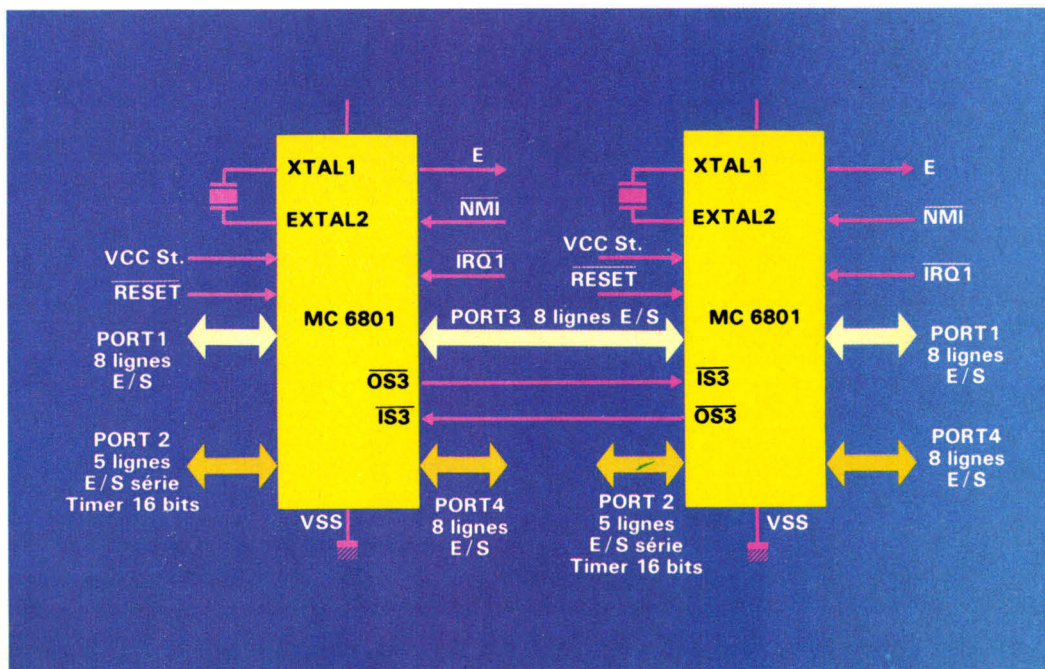 XTAL1
E
EXTAL2
NMI
VCC St.
IRQ1
RESET
MC 6801
PORT1
8 lignes
E/S
OS3
IS3
PORT 2
5 lignes
E/S série
Timer 16 bits
PORT4
8 lignes
E/S
VSS
PORT3 8 lignes E/S
XTAL1
E
EXTAL2
NMI
VCC St.
IRQ1
RESET
MC 6801
PORT1
8 lignes
E/S
IS3
OS3
PORT 2
5 lignes
E/S série
Timer 16 bits
PORT4
8 lignes
E/S
VSS